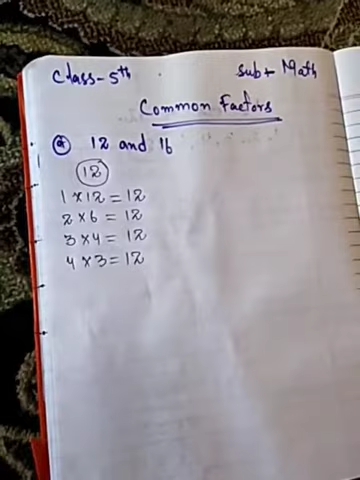 Class-5th
Sub- Math
Common Factors
(a) 12 and 16
12
1 × 12 = 12
2 × 6 = 12
3 × 4 = 12
4 × 3 = 12